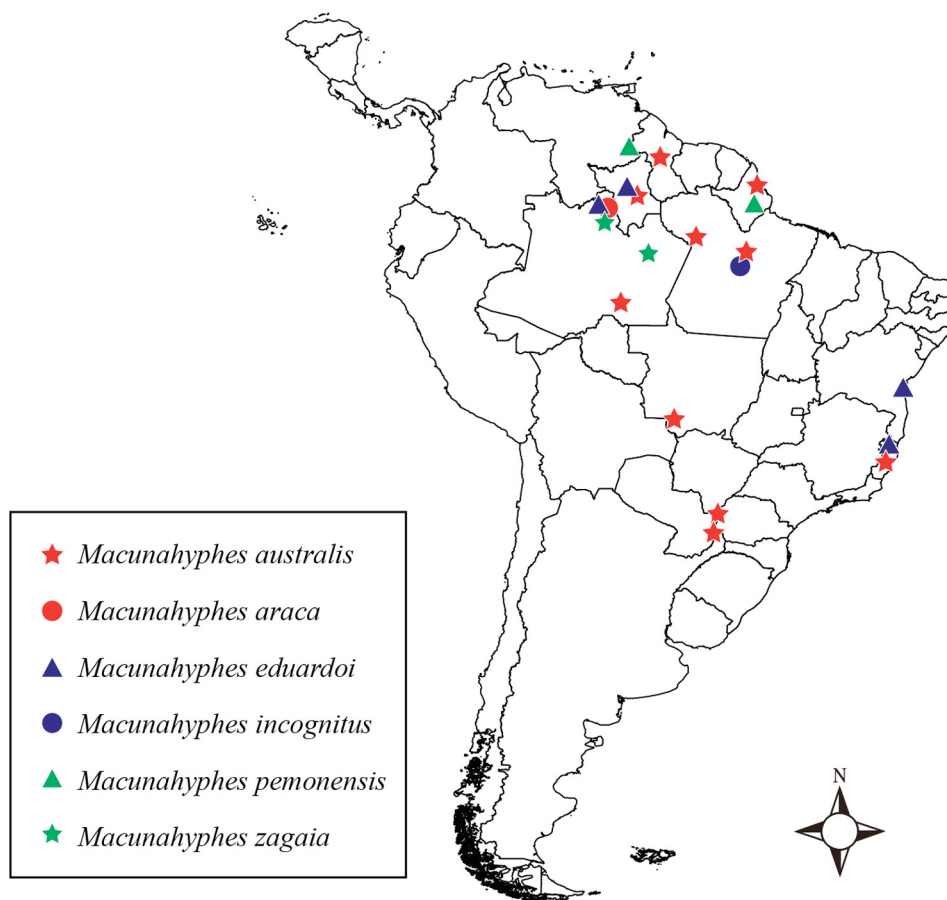 Macunahyphes australis
Macunahyphes araca
Macunahyphes eduardoi
Macunahyphes incognitus
Macunahyphes pemonensis
Macunahyphes zagaia
N